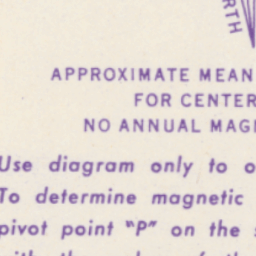 RTH
APPROXIMATE MEAN
FOR CENTER
NO ANNUAL MAG
Use diagram only to o
To determine magnetic
pivot point "P" on the s